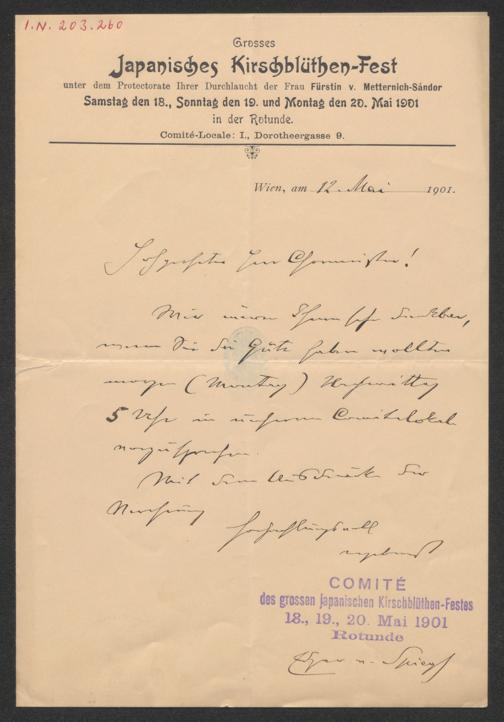 I.N. 203.260
Grosses
Japanisches Kirschblüthen-Fest
unter dem Protectorate Ihrer Durchlaucht der Frau Fürstin v. Metternich-Sándor
Samstag den 18., Sonntag den 19. und Montag den 20. Mai 1901
in der Rotunde.
Comité-Locale: I., Dorotheergasse 9.
Wien, am 12. Mai 1901.
Herr Chormeister!
Wir wären Ihnen sehr dankbar,
wenn Sie die Güte haben wollten
morgen (Montag) Nachmittag
5 Uhr in unserem Comitélokale
vorzusprechen.
Mit dem Ausdrucke der
Verehrung
hochachtungsvoll
ergebenst
COMITÉ
des grossen japanischen Kirschblüthen-Festes
18., 19., 20. Mai 1901
Rotunde